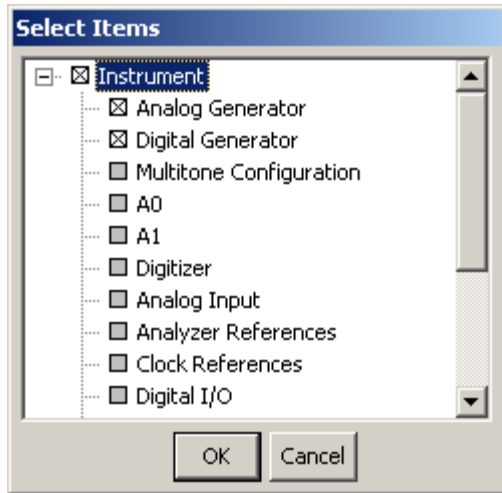 Select Items
Instrument
Analog Generator
Digital Generator
Multitone Configuration
A0
A1
Digitizer
Analog Input
Analyzer References
Clock References
Digital I/O
OK Cancel